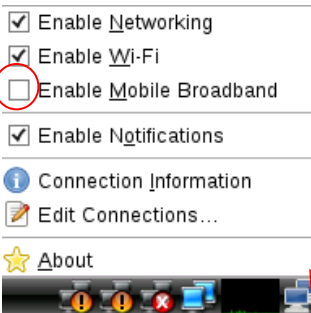 Enable Networking
Enable Wi-Fi
Enable Mobile Broadband
Enable Notifications
Connection Information
Edit Connections...
About